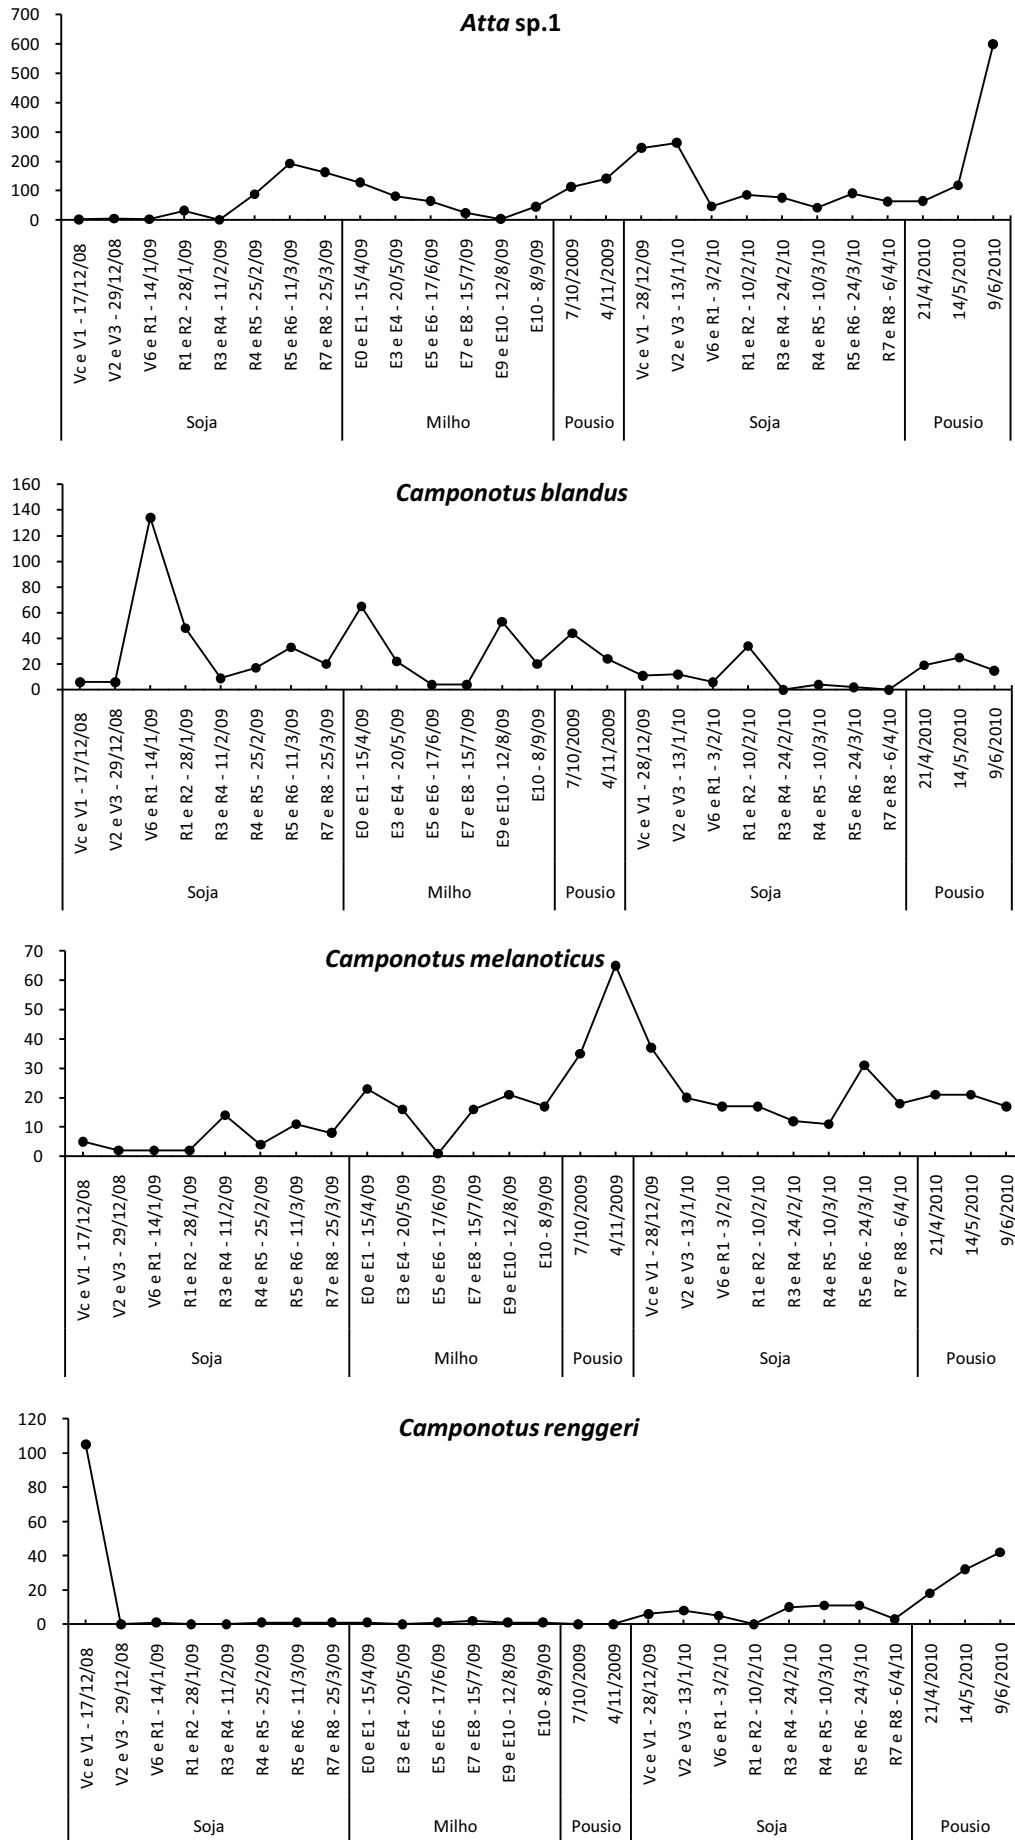 Atta sp.1
700
600
500
400
300
200
100
0
Vc e V1 - 17/12/08
V2 e V3 - 29/12/08
V6 e R1 - 14/1/09
R1 e R2 - 28/1/09
R3 e R4 - 11/2/09
R4 e R5 - 25/2/09
R5 e R6 - 11/3/09
R7 e R8 - 25/3/09
E0 e E1 - 15/4/09
E3 e E4 - 20/5/09
E5 e E6 - 17/6/09
E7 e E8 - 15/7/09
E9 e E10 - 12/8/09
E10 - 8/9/09
7/10/2009
4/11/2009
Vc e V1 - 28/12/09
V2 e V3 - 13/1/10
V6 e R1 - 3/2/10
R1 e R2 - 10/2/10
R3 e R4 - 24/2/10
R4 e R5 - 10/3/10
R5 e R6 - 24/3/10
R7 e R8 - 6/4/10
21/4/2010
14/5/2010
9/6/2010
Soja Milho Pousio Soja Pousio
Camponotus blandus
160
140
120
100
80
60
40
20
0
Vc e V1 - 17/12/08
V2 e V3 - 29/12/08
V6 e R1 - 14/1/09
R1 e R2 - 28/1/09
R3 e R4 - 11/2/09
R4 e R5 - 25/2/09
R5 e R6 - 11/3/09
R7 e R8 - 25/3/09
E0 e E1 - 15/4/09
E3 e E4 - 20/5/09
E5 e E6 - 17/6/09
E7 e E8 - 15/7/09
E9 e E10 - 12/8/09
E10 - 8/9/09
7/10/2009
4/11/2009
Vc e V1 - 28/12/09
V2 e V3 - 13/1/10
V6 e R1 - 3/2/10
R1 e R2 - 10/2/10
R3 e R4 - 24/2/10
R4 e R5 - 10/3/10
R5 e R6 - 24/3/10
R7 e R8 - 6/4/10
21/4/2010
14/5/2010
9/6/2010
Soja Milho Pousio Soja Pousio
Camponotus melanoticus
70
60
50
40
30
20
10
0
Vc e V1 - 17/12/08
V2 e V3 - 29/12/08
V6 e R1 - 14/1/09
R1 e R2 - 28/1/09
R3 e R4 - 11/2/09
R4 e R5 - 25/2/09
R5 e R6 - 11/3/09
R7 e R8 - 25/3/09
E0 e E1 - 15/4/09
E3 e E4 - 20/5/09
E5 e E6 - 17/6/09
E7 e E8 - 15/7/09
E9 e E10 - 12/8/09
E10 - 8/9/09
7/10/2009
4/11/2009
Vc e V1 - 28/12/09
V2 e V3 - 13/1/10
V6 e R1 - 3/2/10
R1 e R2 - 10/2/10
R3 e R4 - 24/2/10
R4 e R5 - 10/3/10
R5 e R6 - 24/3/10
R7 e R8 - 6/4/10
21/4/2010
14/5/2010
9/6/2010
Soja Milho Pousio Soja Pousio
Camponotus renggeri
120
100
80
60
40
20
0
Vc e V1 - 17/12/08
V2 e V3 - 29/12/08
V6 e R1 - 14/1/09
R1 e R2 - 28/1/09
R3 e R4 - 11/2/09
R4 e R5 - 25/2/09
R5 e R6 - 11/3/09
R7 e R8 - 25/3/09
E0 e E1 - 15/4/09
E3 e E4 - 20/5/09
E5 e E6 - 17/6/09
E7 e E8 - 15/7/09
E9 e E10 - 12/8/09
E10 - 8/9/09
7/10/2009
4/11/2009
Vc e V1 - 28/12/09
V2 e V3 - 13/1/10
V6 e R1 - 3/2/10
R1 e R2 - 10/2/10
R3 e R4 - 24/2/10
R4 e R5 - 10/3/10
R5 e R6 - 24/3/10
R7 e R8 - 6/4/10
21/4/2010
14/5/2010
9/6/2010
Soja Milho Pousio Soja Pousio